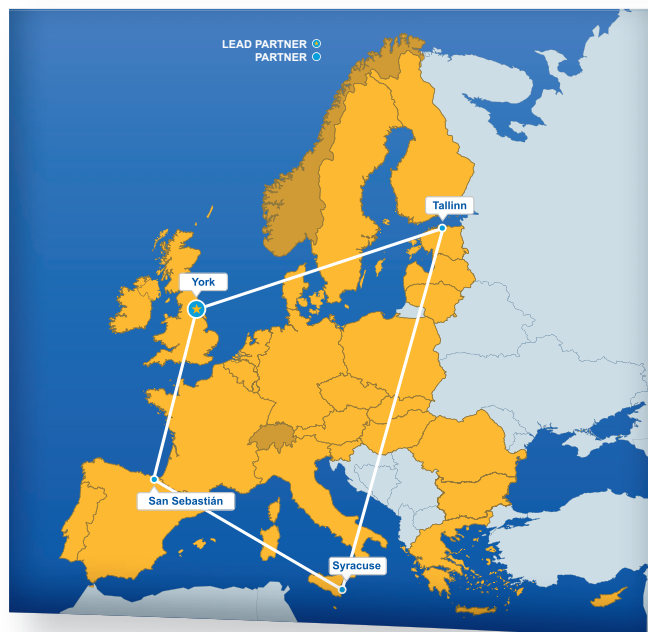 LEAD PARTNER
PARTNER
Tallinn
York
San Sebastián
Syracuse